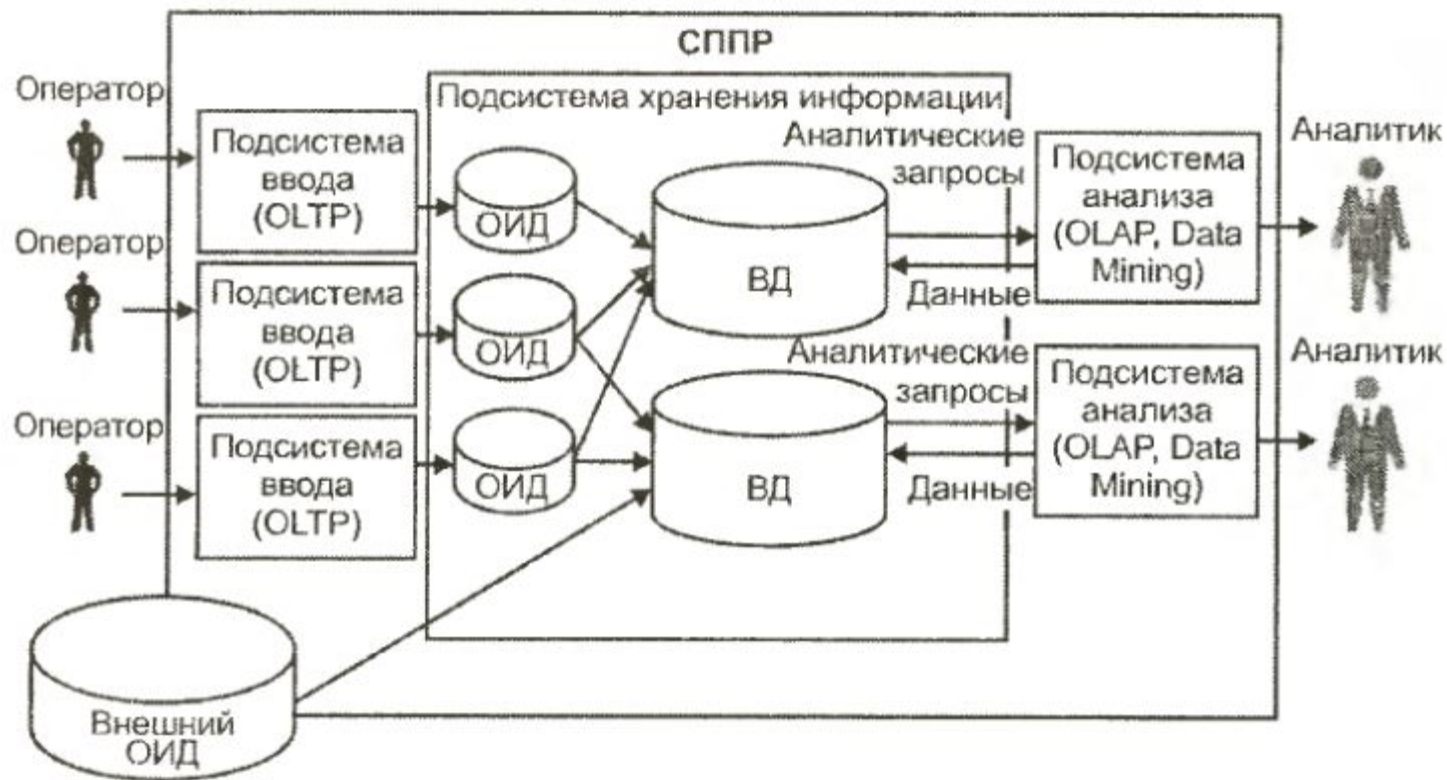 СППР
Оператор
Подсистема
ввода
(OLTP)
Оператор
Подсистема
ввода
(OLTP)
Оператор
Подсистема
ввода
(OLTP)
Подсистема хранения информации
ОИД
ОИД
ОИД
ВД
ВД
Аналитические
запросы
Данные
Аналитические
запросы
Данные
Подсистема
анализа
(OLAP, Data
Mining)
Подсистема
анализа
(OLAP, Data
Mining)
Аналитик
Аналитик
Внешний
ОИД